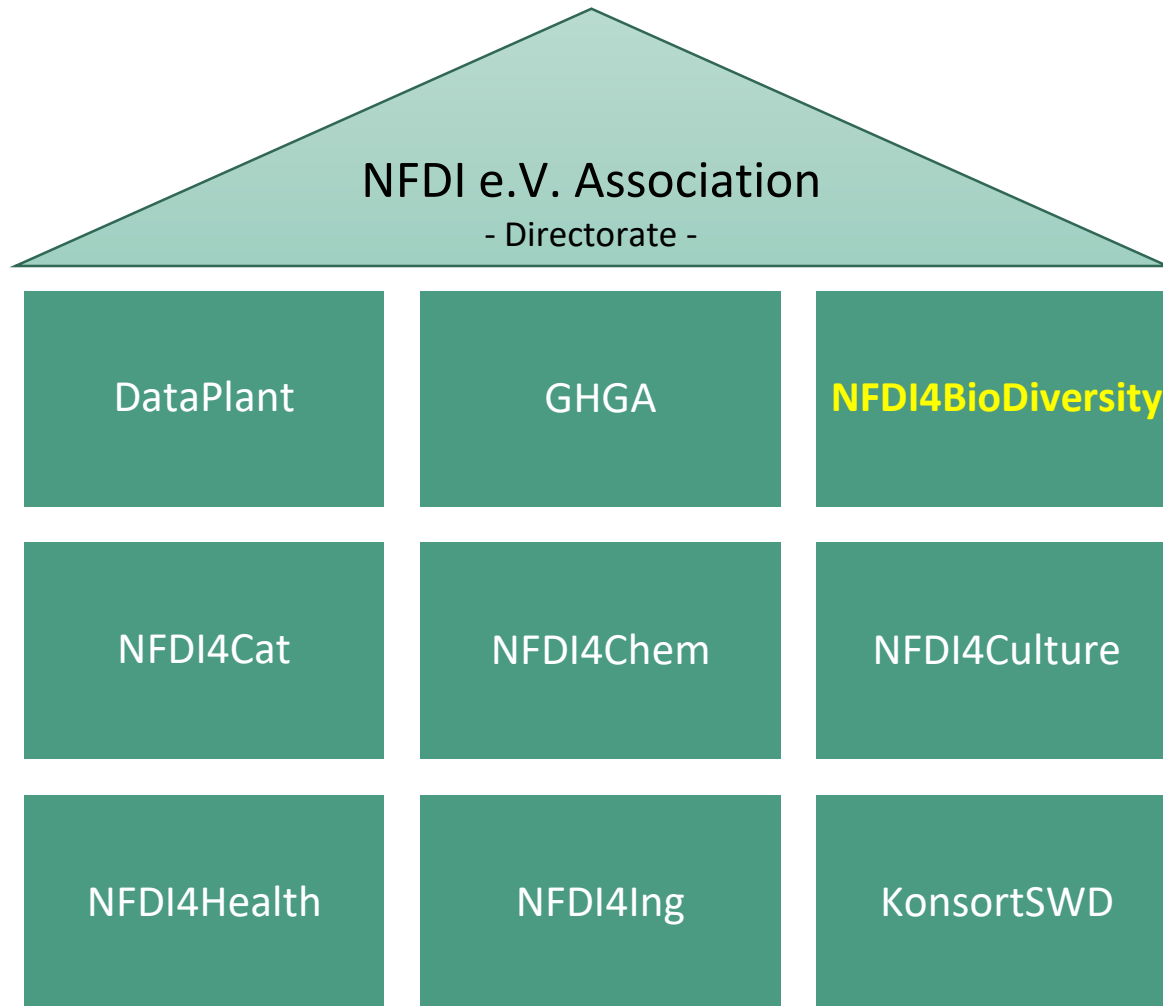 NFDI e.V. Association
- Directorate -
DataPlant
GHGA
NFDI4BioDiversity
NFDI4Cat
NFDI4Chem
NFDI4Culture
NFDI4Health
NFDI4Ing
KonsortSWD